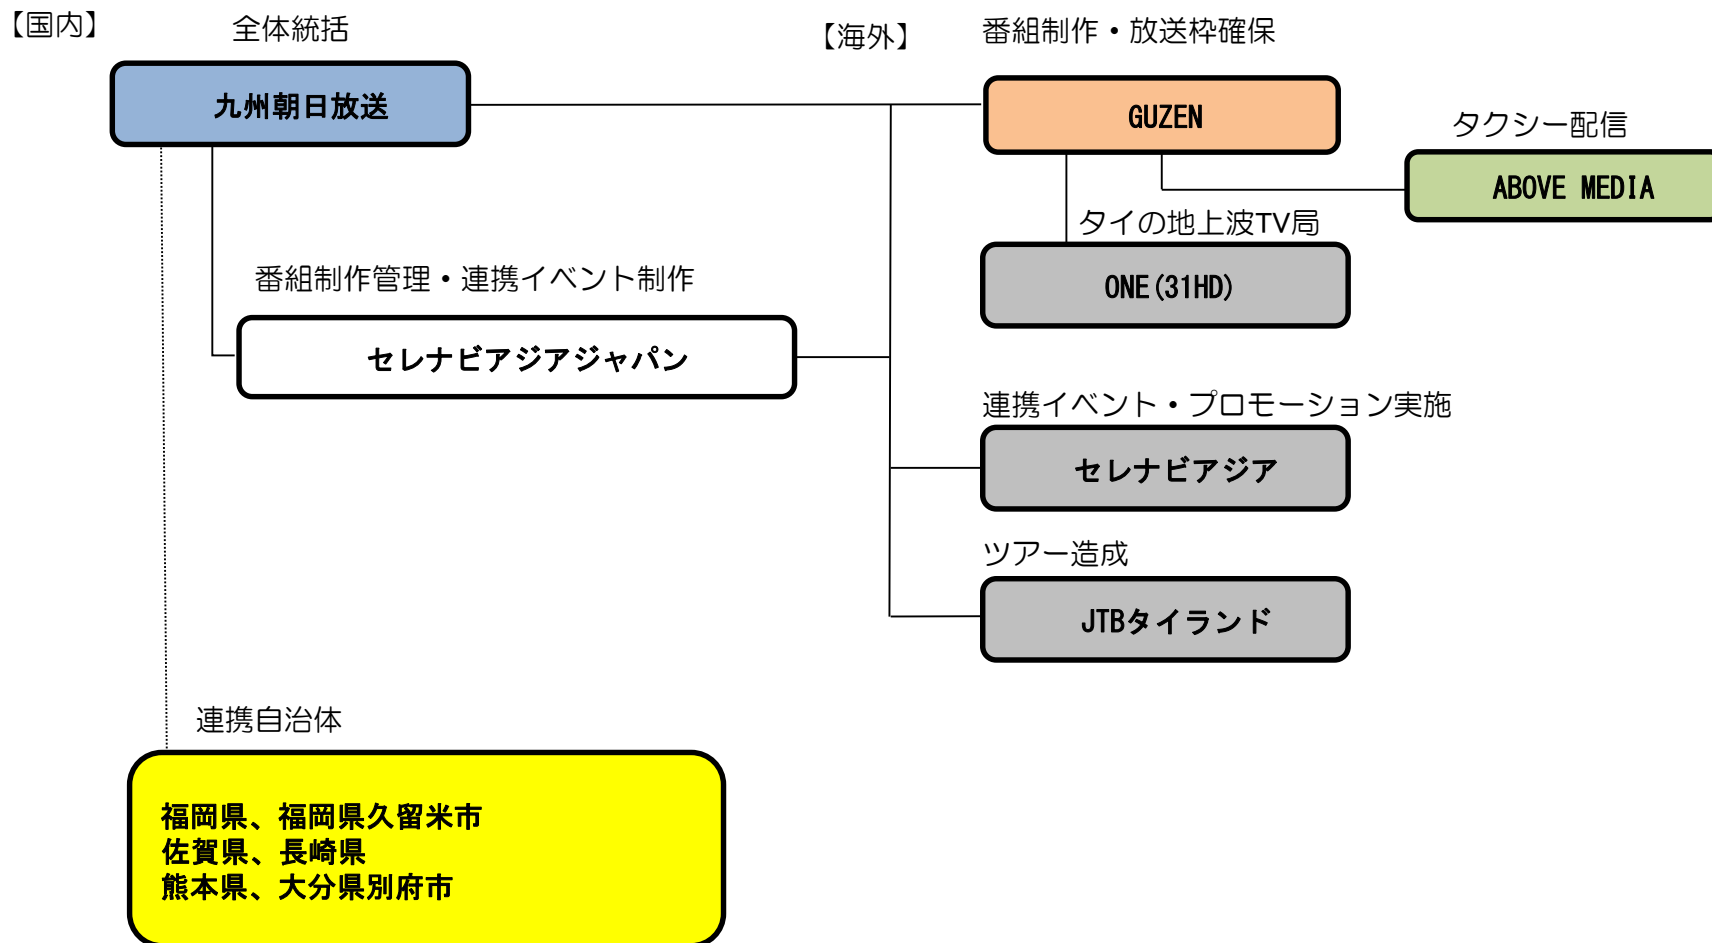 【国内】
全体統括
九州朝日放送
番組制作管理・連携イベント制作
セレナビアジアジャパン
連携自治体
福岡県、福岡県久留米市
佐賀県、長崎県
熊本県、大分県別府市
【海外】
番組制作・放送枠確保
GUZEN
タクシー配信
ABOVE MEDIA
タイの地上波TV局
ONE(31HD)
連携イベント・プロモーション実施
セレナビアジア
ツアー造成
JTBタイランド